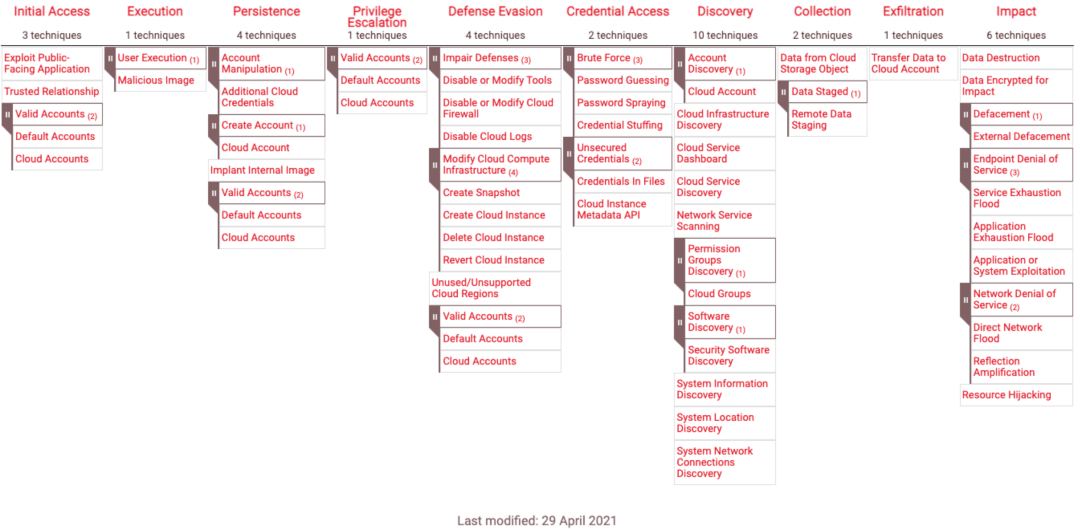 Initial Access
3 techniques
Exploit Public-
Facing Application
Trusted Relationship
Valid Accounts (2)
Default Accounts
Cloud Accounts
Execution
1 techniques
User Execution (1)
Malicious Image
Persistence
4 techniques
Account
Manipulation (1)
Additional Cloud
Credentials
Create Account (1)
Cloud Account
Implant Internal Image
Valid Accounts (2)
Default Accounts
Cloud Accounts
Privilege
Escalation
1 techniques
Valid Accounts (2)
Default Accounts
Cloud Accounts
Defense Evasion
4 techniques
Impair Defenses (3)
Disable or Modify Tools
Disable or Modify Cloud
Firewall
Disable Cloud Logs
Modify Cloud Compute
Infrastructure (4)
Create Snapshot
Create Cloud Instance
Delete Cloud Instance
Revert Cloud Instance
Unused/Unsupported
Cloud Regions
Valid Accounts (2)
Default Accounts
Cloud Accounts
Credential Access
2 techniques
Brute Force (3)
Password Guessing
Password Spraying
Credential Stuffing
Unsecured
Credentials (2)
Credentials In Files
Cloud Instance
Metadata API
Discovery
10 techniques
Account
Discovery (1)
Cloud Account
Cloud Infrastructure
Discovery
Cloud Service
Dashboard
Cloud Service
Discovery
Network Service
Scanning
Permission
Groups
Discovery (1)
Cloud Groups
Software
Discovery (1)
Security Software
Discovery
System Information
Discovery
System Location
Discovery
System Network
Connections
Discovery
Collection
2 techniques
Data from Cloud
Storage Object
Data Staged (1)
Remote Data
Staging
Exfiltration
1 techniques
Transfer Data to
Cloud Account
Impact
6 techniques
Data Destruction
Data Encrypted for
Impact
Defacement (1)
External Defacement
Endpoint Denial of
Service (3)
Service Exhaustion
Flood
Application
Exhaustion Flood
Application or
System Exploitation
Network Denial of
Service (2)
Direct Network
Flood
Reflection
Amplification
Resource Hijacking
Last modified: 29 April 2021